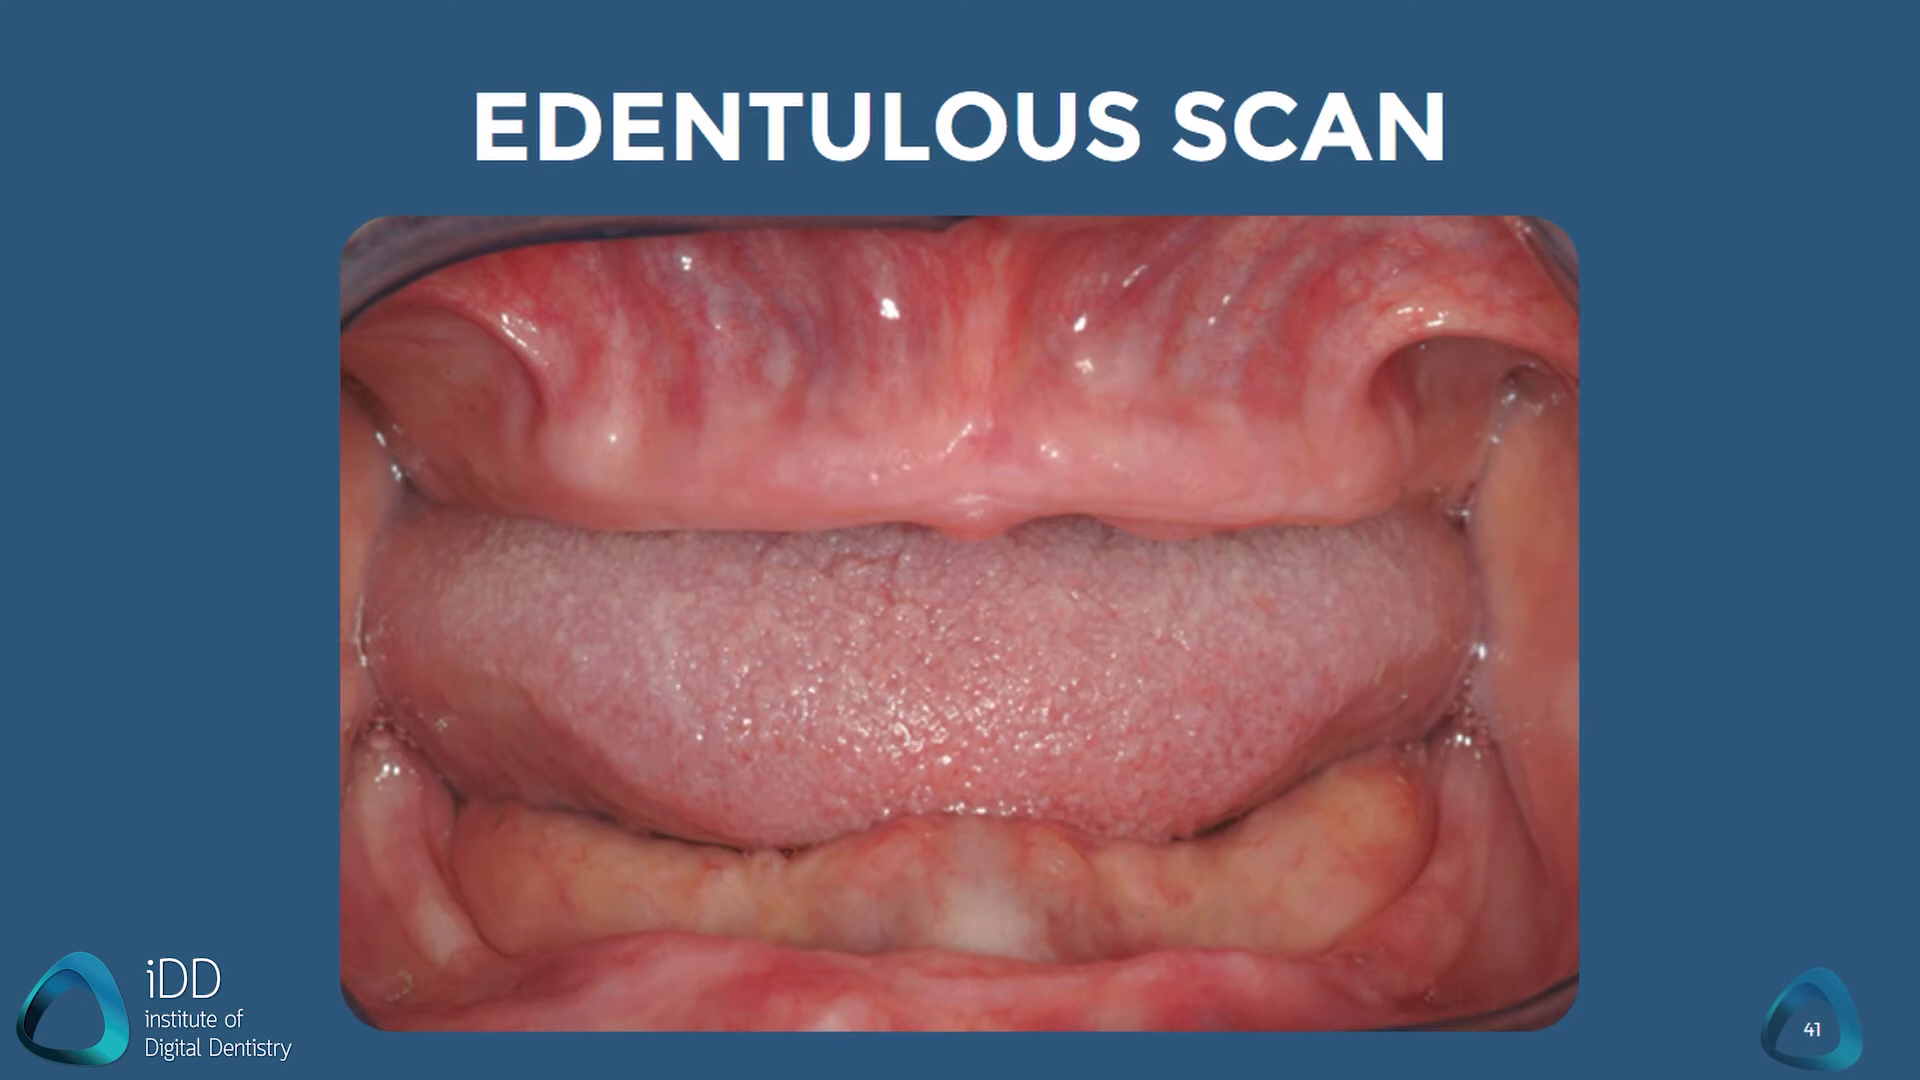 EDENTULOUS SCAN
iDD
institute of
Digital Dentistry
41